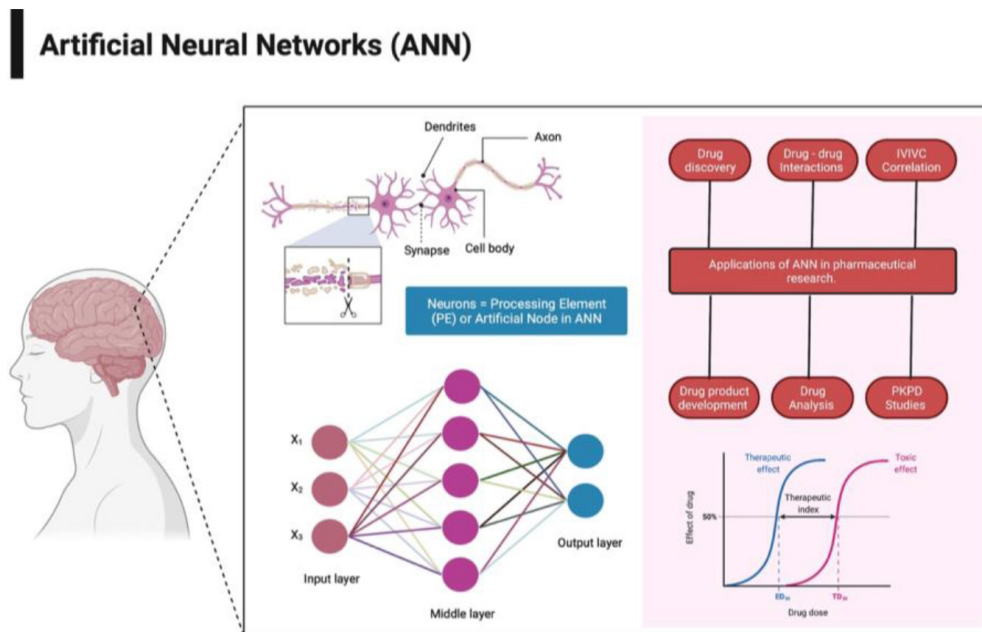 Artificial Neural Networks (ANN)
Dendrites
Axon
Synapse
Cell body
Neurons = Processing Element
(PE) or Artificial Node in ANN
X₁
X₂
X₃
Input layer
Middle layer
Output layer
Drug
discovery
Drug - drug
Interactions
IVIVC
Correlation
Applications of ANN in pharmaceutical
research.
Drug product
development
Drug
Analysis
PKPD
Studies
Therapeutic
effect
Toxic
effect
Therapeutic
index
50%
Effect of drug
ED₅₀
TD₅₀
Drug dose